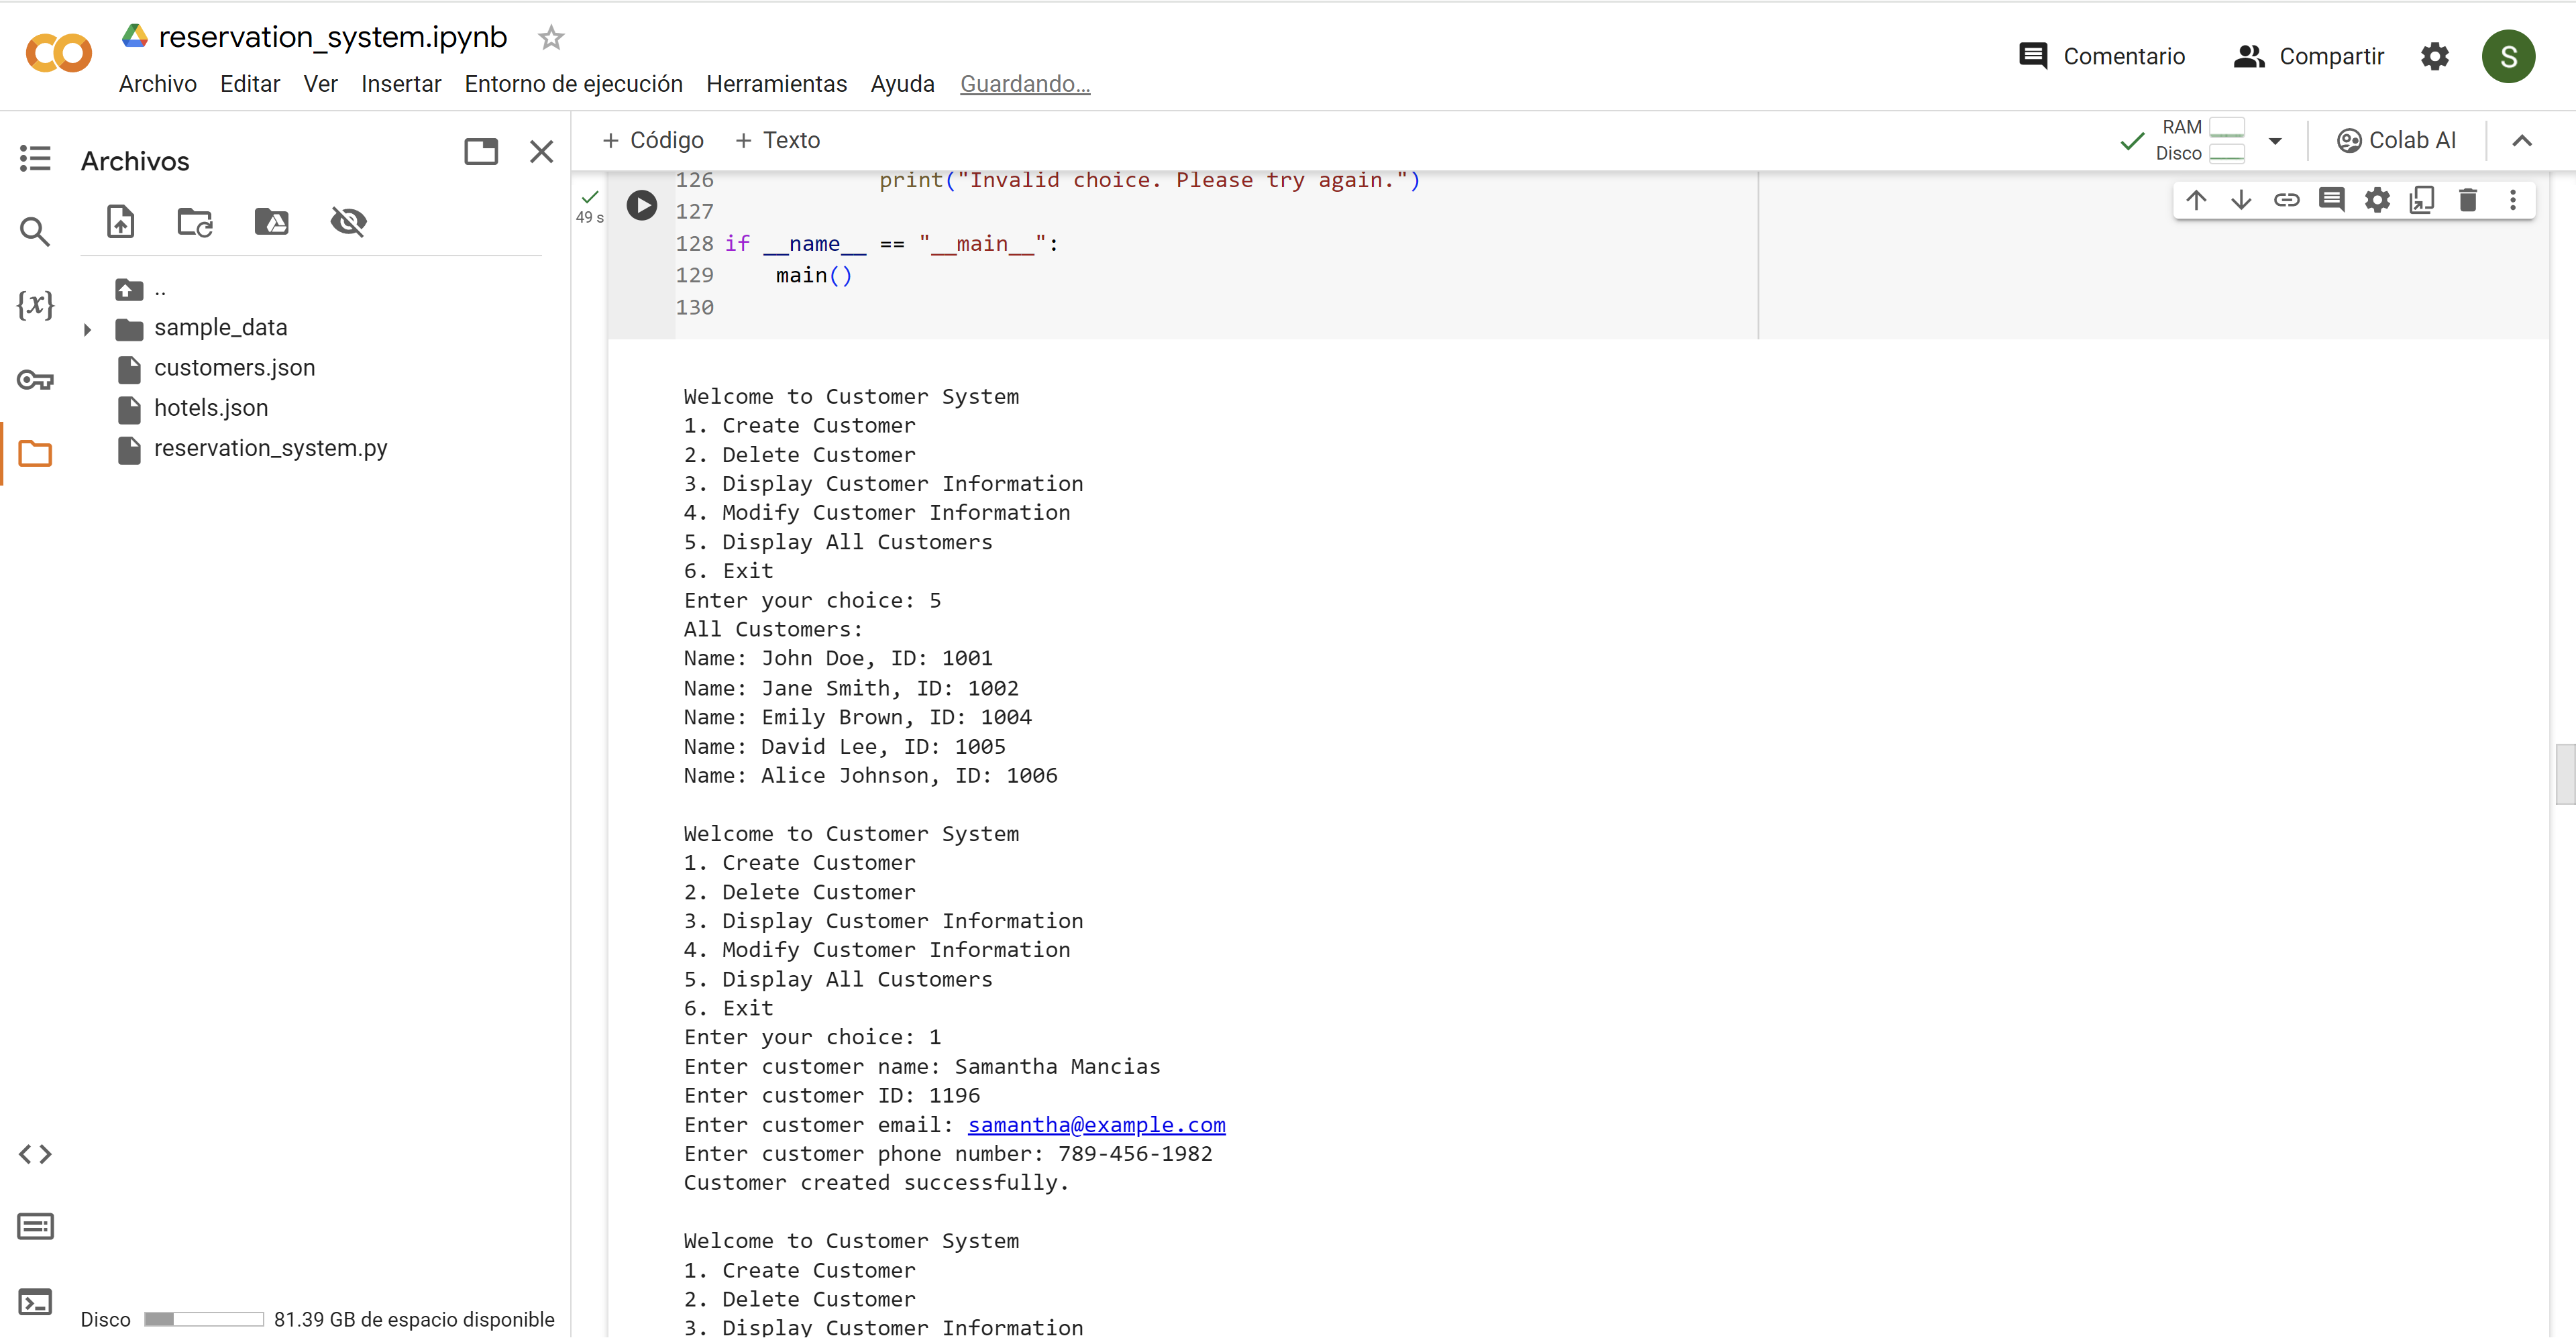 reservation_system.ipynb
Archivo Editar Ver Insertar Entorno de ejecución Herramientas Ayuda Guardando...
Comentario Compartir S
Archivos
+ Código + Texto
RAM
Disco
Colab AI
..
sample_data
customers.json
hotels.json
reservation_system.py
{x}
Disco 81.39 GB de espacio disponible
49 s
126 print("Invalid choice. Please try again.")
127
128 if __name__ == "__main__":
129 main()
130
Welcome to Customer System
1. Create Customer
2. Delete Customer
3. Display Customer Information
4. Modify Customer Information
5. Display All Customers
6. Exit
Enter your choice: 5
All Customers:
Name: John Doe, ID: 1001
Name: Jane Smith, ID: 1002
Name: Emily Brown, ID: 1004
Name: David Lee, ID: 1005
Name: Alice Johnson, ID: 1006
Welcome to Customer System
1. Create Customer
2. Delete Customer
3. Display Customer Information
4. Modify Customer Information
5. Display All Customers
6. Exit
Enter your choice: 1
Enter customer name: Samantha Mancias
Enter customer ID: 1196
Enter customer email: samantha@example.com
Enter customer phone number: 789-456-1982
Customer created successfully.
Welcome to Customer System
1. Create Customer
2. Delete Customer
3. Display Customer Information